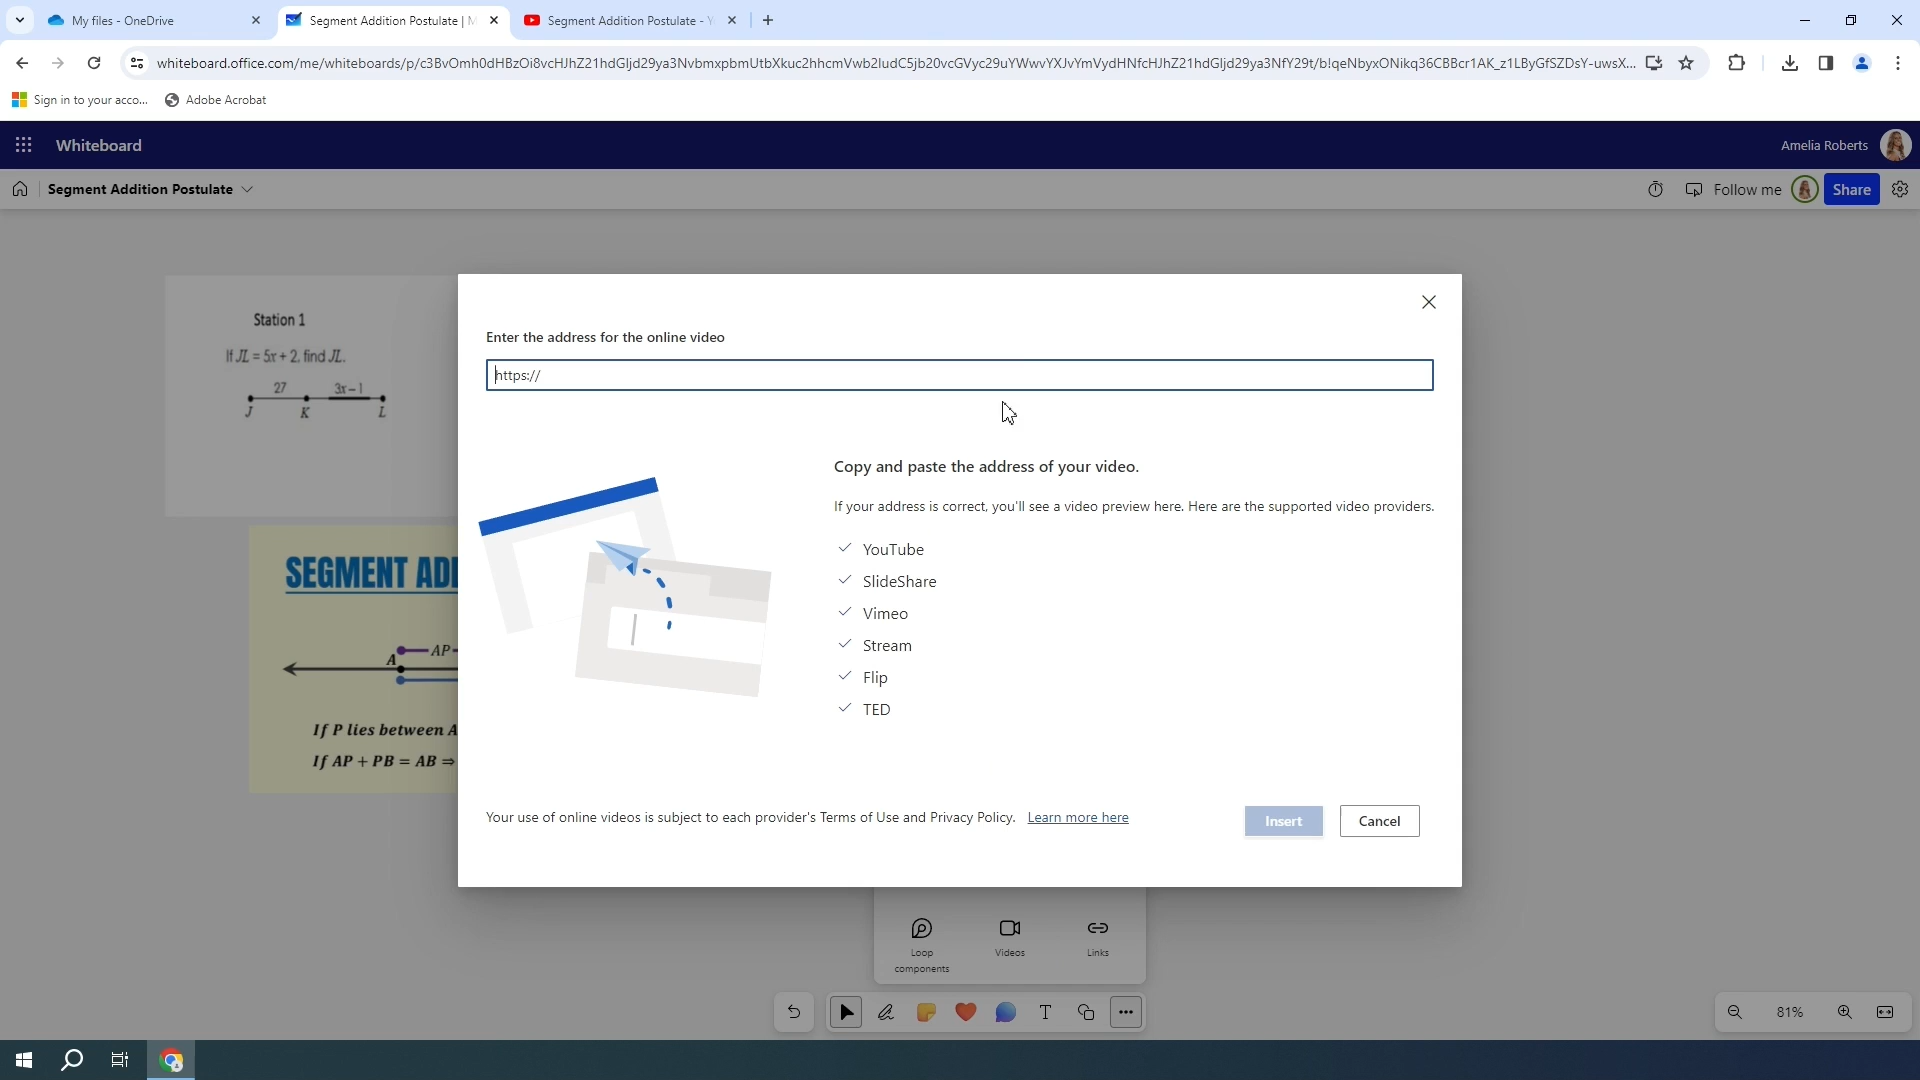 My files - OneDrive
Segment Addition Postulate |
Segment Addition Postulate -
whiteboard.office.com/me/whiteboards/p/c3BvOmh0dHBzOi8vcHJhZ21hdGljd29ya3NvbmxpbmUtbXkuc2hhcmVwb2ludC5jb20vcGVyc29uYWwvYXJvYmVydHNfcHJhZ21hdGljd29ya3NfY29t/b!qeNbyxONikq36CBBcr1AK_z1LByGfSZDsY-uwsX...
Sign in to your acco...
Adobe Acrobat
Whiteboard
Amelia Roberts
Segment Addition Postulate
Follow me
Share
Station 1
If JL = 5x + 2, find JL.
27
3x - 1
J
K
L
SEGMENT ADD
A
AP
If P lies between A
If AP + PB = AB ⇒
Enter the address for the online video
https://
Copy and paste the address of your video.
If your address is correct, you'll see a video preview here. Here are the supported video providers.
YouTube
SlideShare
Vimeo
Stream
Flip
TED
Your use of online videos is subject to each provider's Terms of Use and Privacy Policy. Learn more here
Insert
Cancel
Loop
components
Videos
Links
T
81%